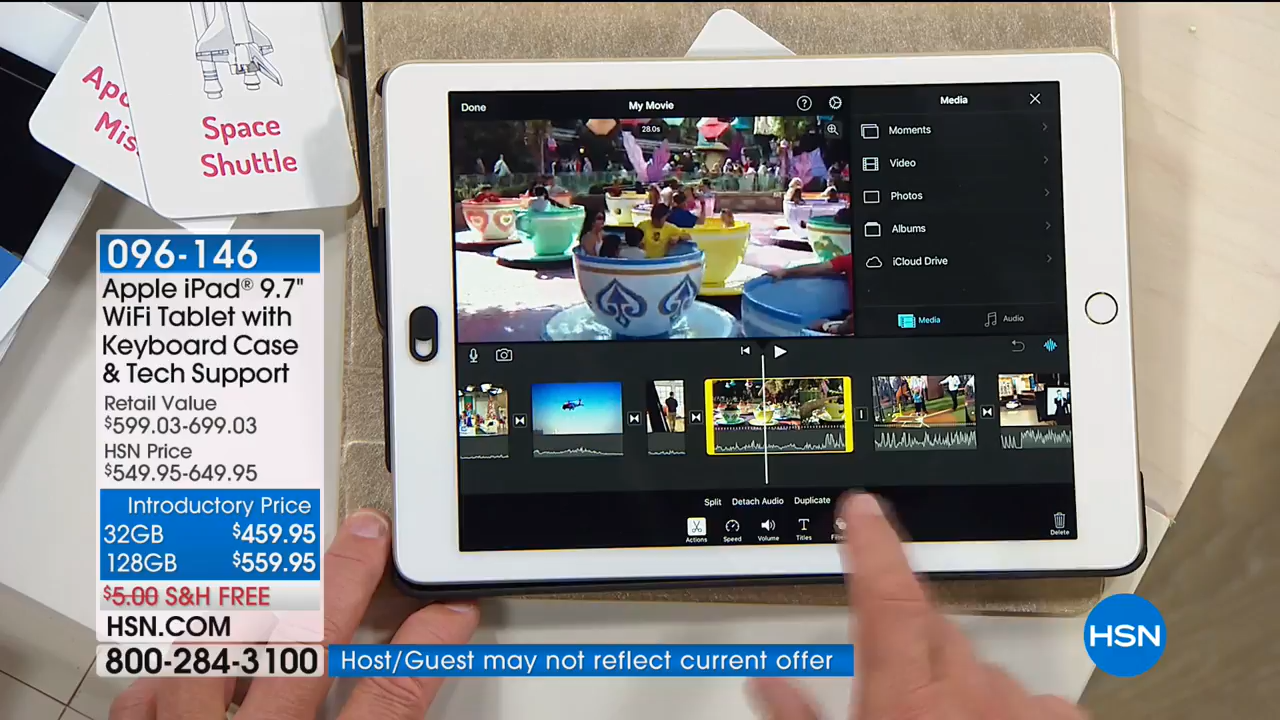 Space
Shuttle
096-146
Apple iPad® 9.7"
WiFi Tablet with
Keyboard Case
& Tech Support
Retail Value
$599.03-699.03
HSN Price
$549.95-649.95
Introductory Price
32GB $459.95
128GB $559.95
$5.00 S&H FREE
HSN.COM
800-284-3100
Host/Guest may not reflect current offer
HSN
Done
My Movie
?
28.0s
Media
Moments
Video
Photos
Albums
iCloud Drive
Media
Audio
Split
Detach Audio
Duplicate
Actions
Speed
Volume
T
Titles
Delete